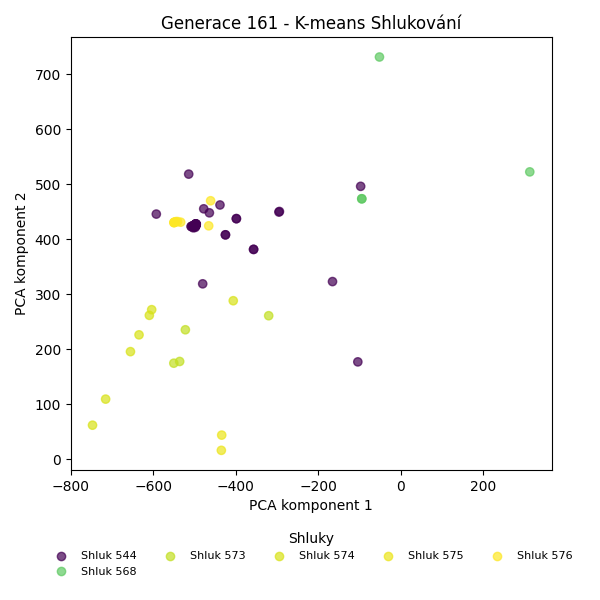 Generace 161 - K-means Shlukování
700
600
500
400
300
200
100
0
PCA komponent 2
−800 −600 −400 −200 0 200
PCA komponent 1
Shluky
Shluk 544 Shluk 573 Shluk 574 Shluk 575 Shluk 576
Shluk 568